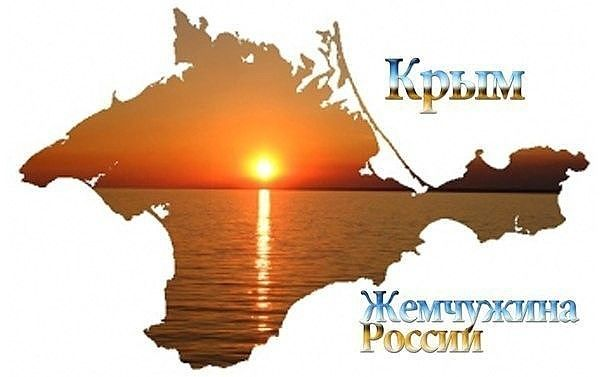 Крым
Жемчужина
России